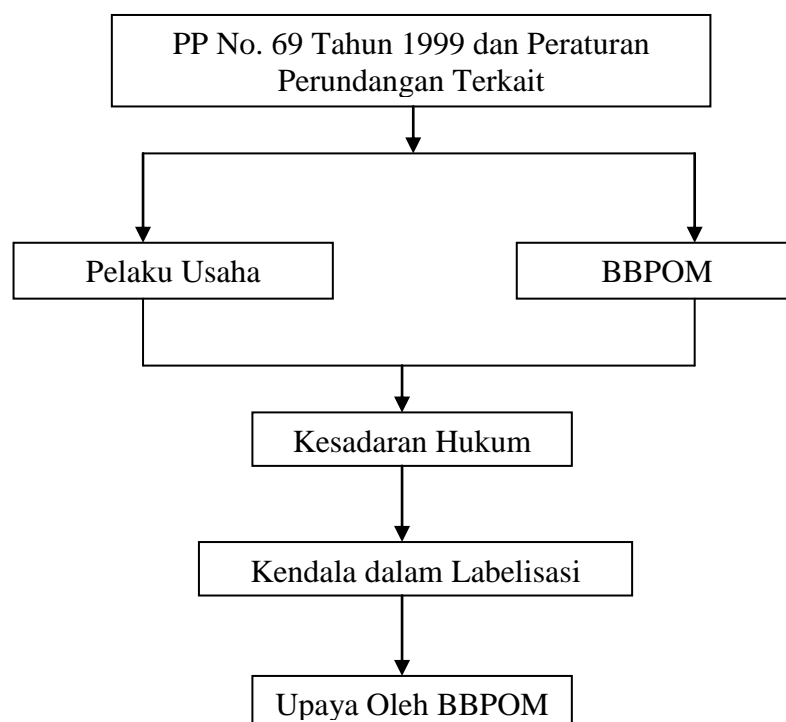 PP No. 69 Tahun 1999 dan Peraturan
Perundangan Terkait
Pelaku Usaha
BBPOM
Kesadaran Hukum
Kendala dalam Labelisasi
Upaya Oleh BBPOM